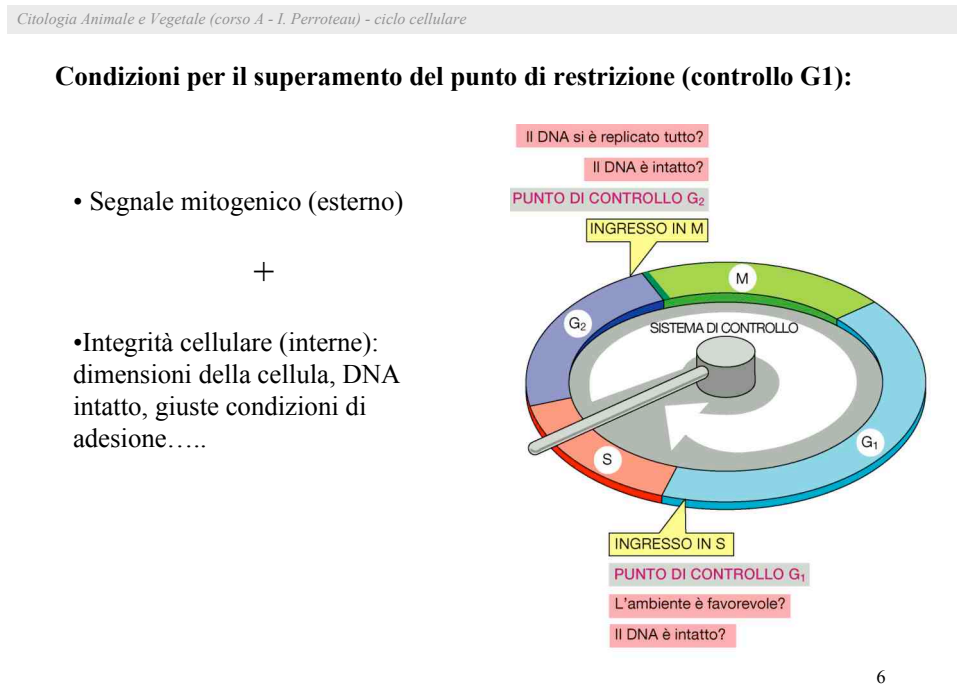 Citologia Animale e Vegetale (corso A - I. Perroteau) - ciclo cellulare
Condizioni per il superamento del punto di restrizione (controllo G1):
• Segnale mitogenico (esterno)
+
•Integrità cellulare (interne):
dimensioni della cellula, DNA
intatto, giuste condizioni di
adesione…..
Il DNA si è replicato tutto?
Il DNA è intatto?
PUNTO DI CONTROLLO G₂
INGRESSO IN M
M
G₂
SISTEMA DI CONTROLLO
G₁
S
INGRESSO IN S
PUNTO DI CONTROLLO G₁
L'ambiente è favorevole?
Il DNA è intatto?
6